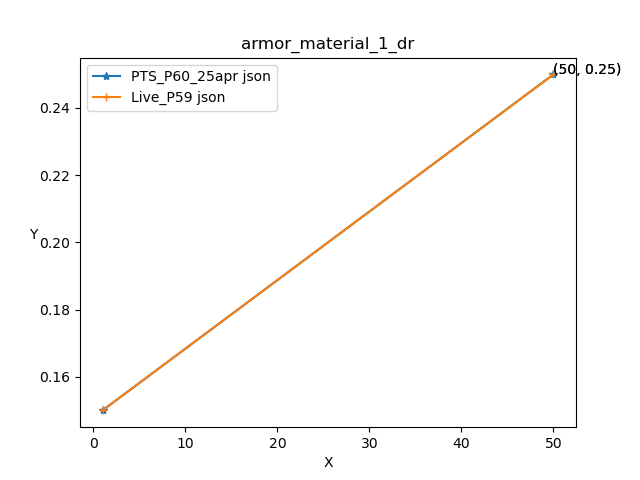 armor_material_1_dr
PTS_P60_25apr json
Live_P59 json
(50, 0.25)
0.24
0.22
0.20
0.18
0.16
Y
0
10
20
30
40
50
X